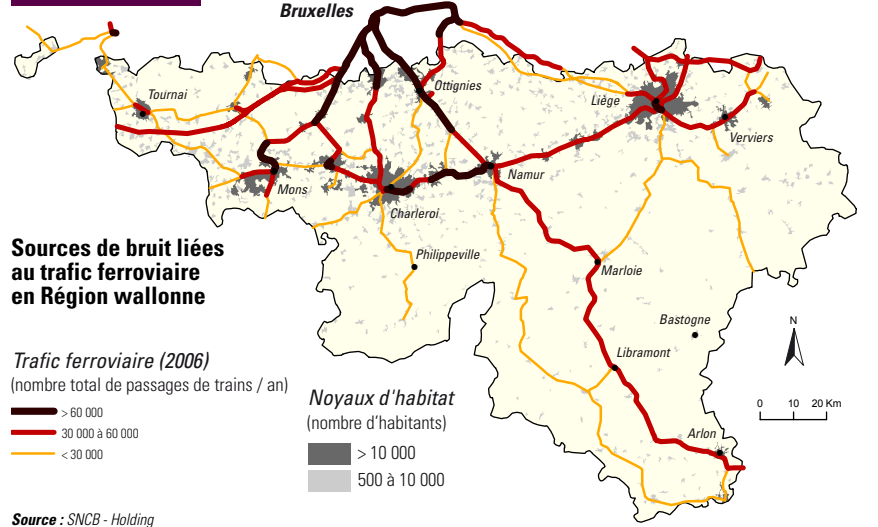 Bruxelles
Tournai
Ottignies
Liège
Verviers
Mons
Namur
Charleroi
Sources de bruit liées
au trafic ferroviaire
en Région wallonne
Philippeville
Marloie
Bastogne
N
Libramont
Trafic ferroviaire (2006)
(nombre total de passages de trains / an)
> 60 000
30 000 à 60 000
< 30 000
Noyaux d'habitat
(nombre d'habitants)
> 10 000
500 à 10 000
0 10 20 Km
Arlon
Source : SNCB - Holding